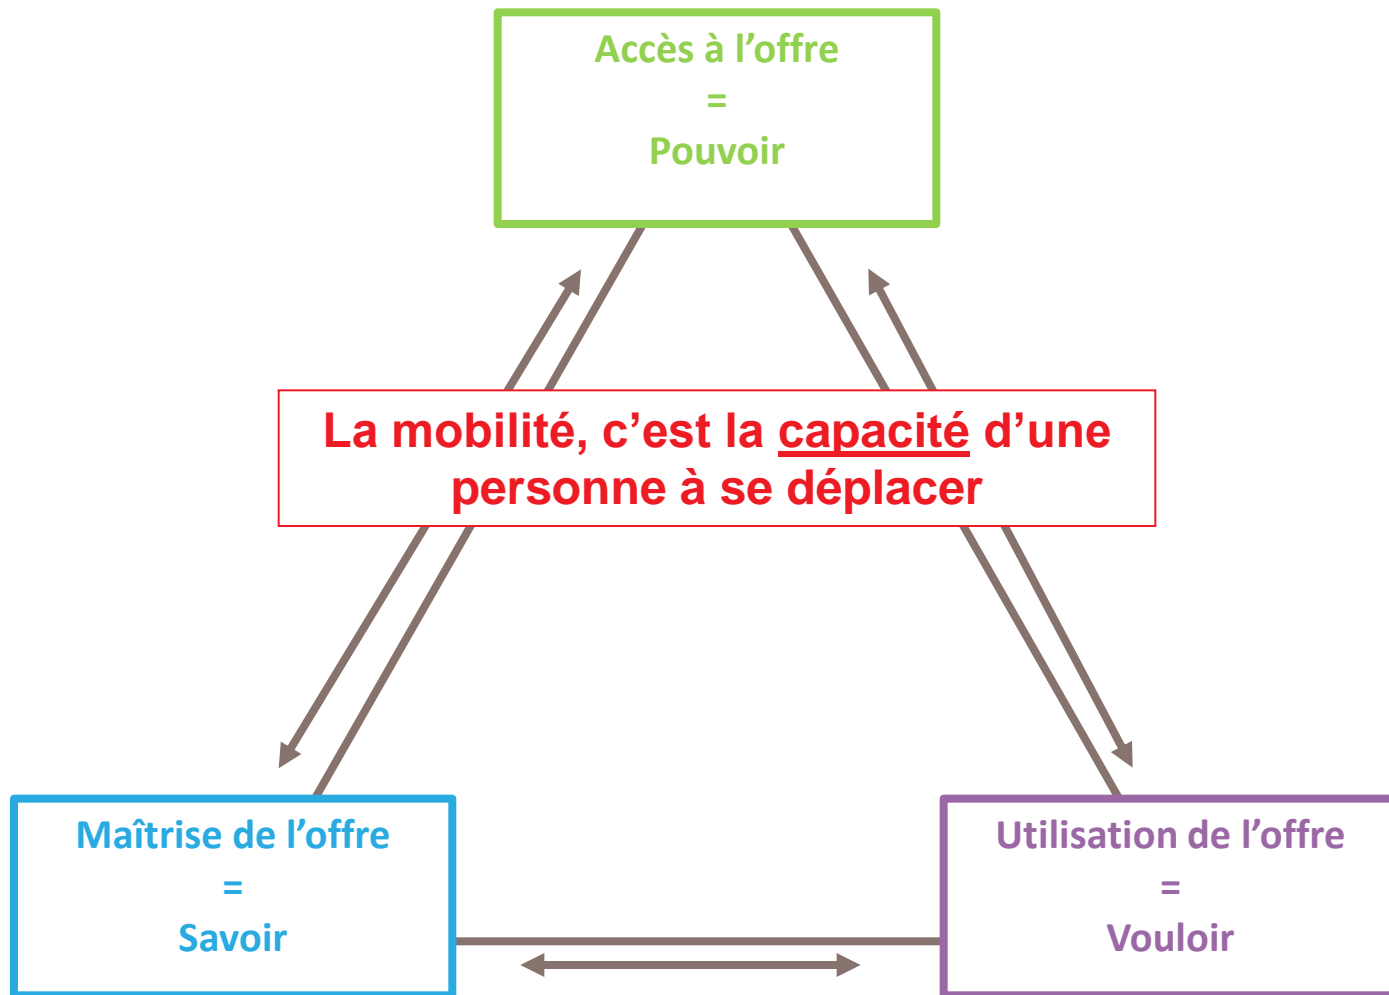 Accès à l’offre
=
Pouvoir
La mobilité, c’est la capacité d’une
personne à se déplacer
Maîtrise de l’offre
=
Savoir
Utilisation de l’offre
=
Vouloir